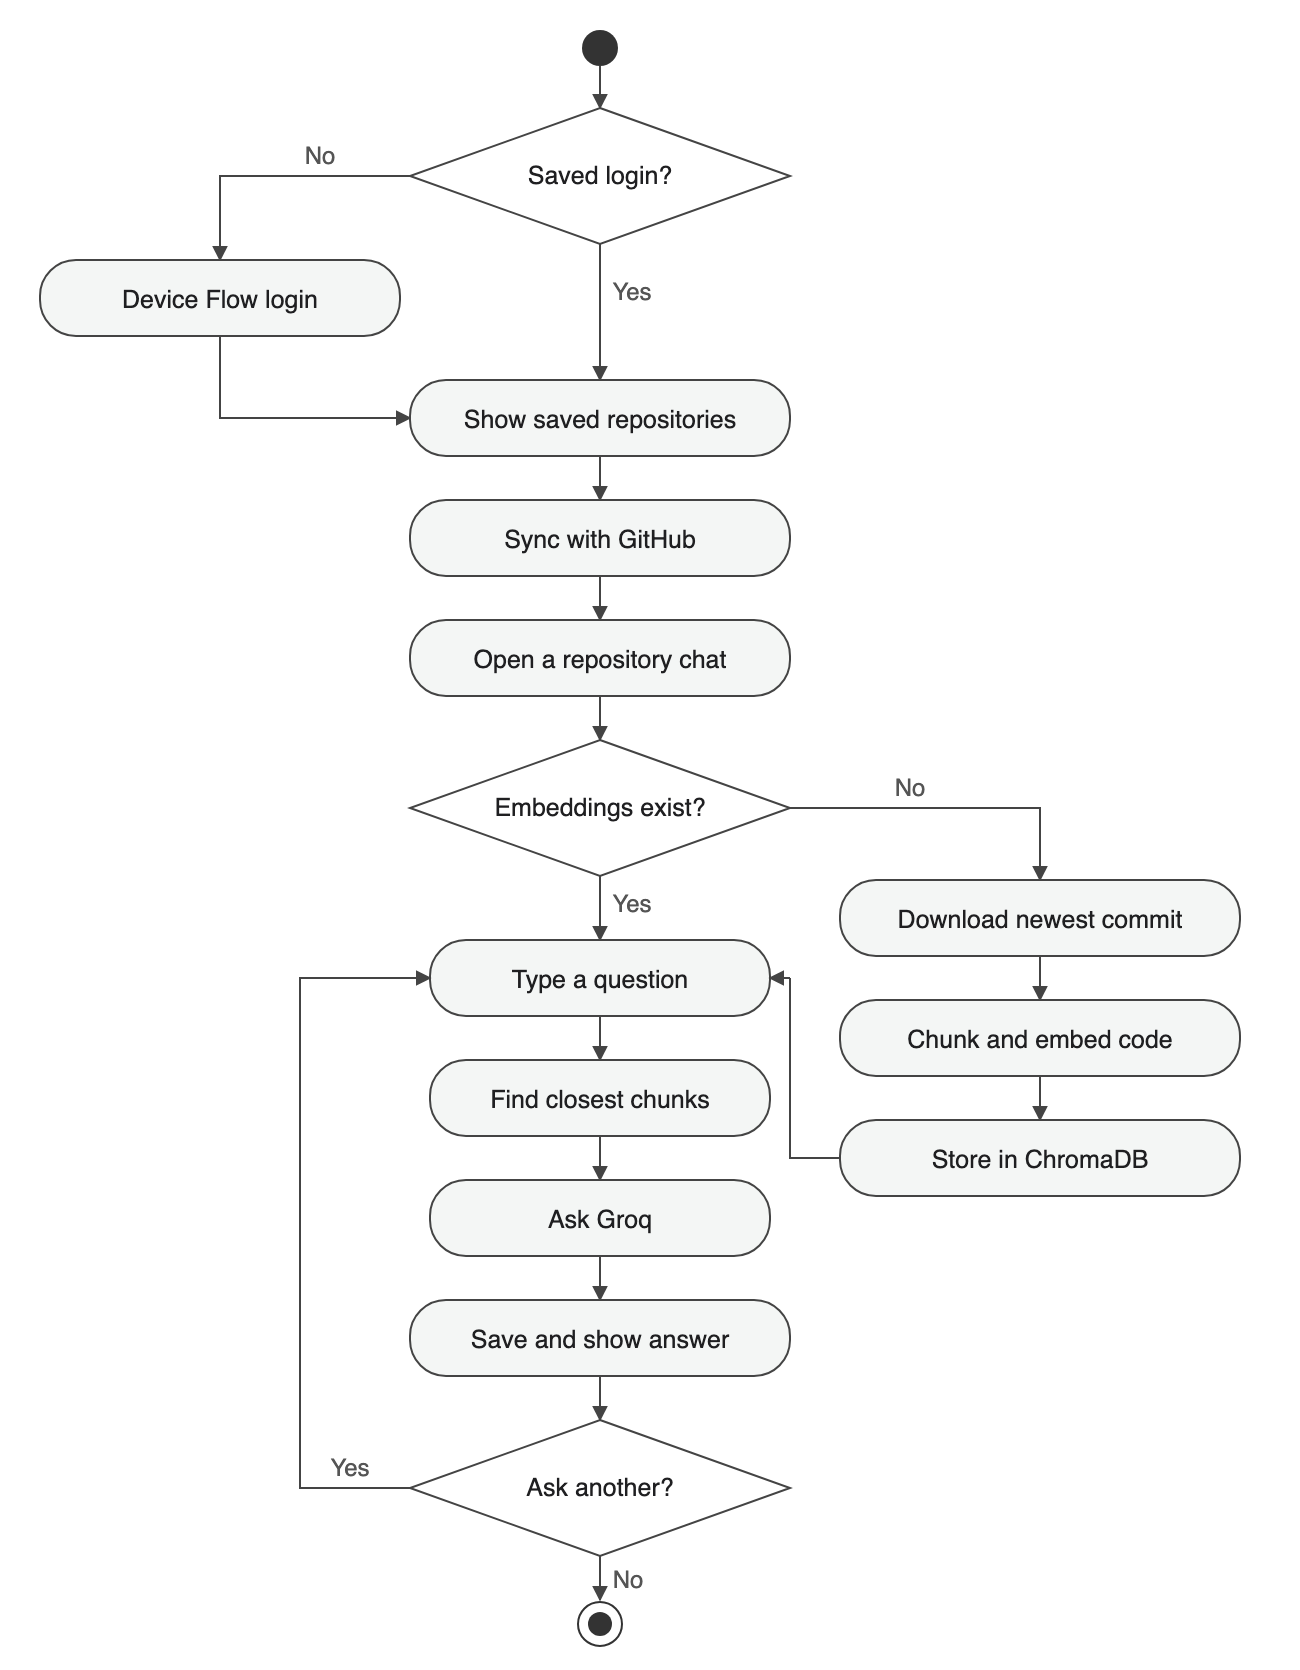 No
Saved login?
Yes
Device Flow login
Show saved repositories
Sync with GitHub
Open a repository chat
No
Embeddings exist?
Yes
Download newest commit
Type a question
Chunk and embed code
Find closest chunks
Store in ChromaDB
Ask Groq
Save and show answer
Yes
Ask another?
No